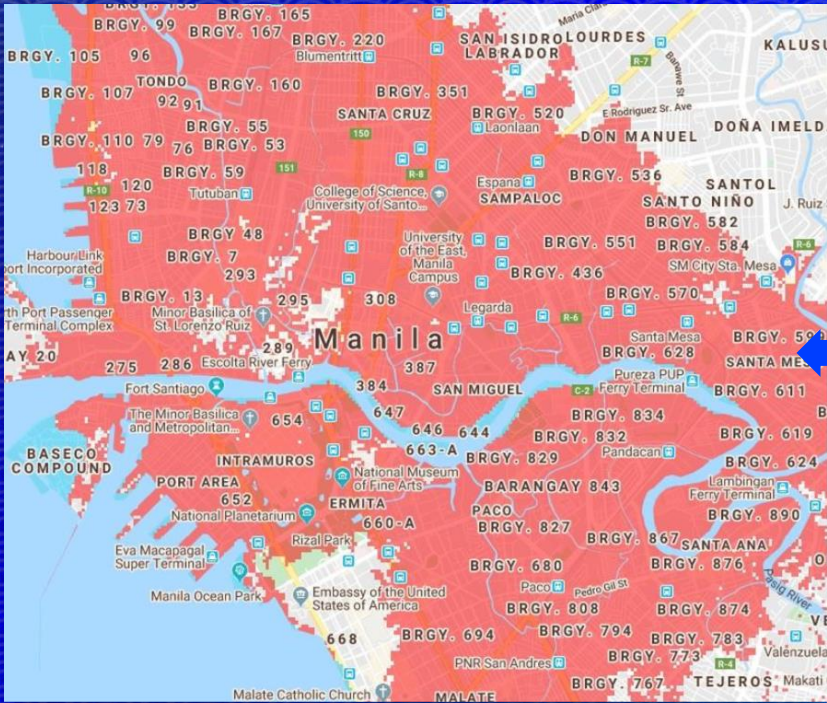 BRGY. 99
BRGY. 165
BRGY. 167
BRGY. 220
Blumentritt
SAN ISIDRO
LABRADOR
LOURDES
Maria Clara
R-7
Banawe St
BRGY. 105
96
TONDO
BRGY. 160
BRGY. 107
92
91
BRGY. 351
SANTA CRUZ
BRGY. 520
Laonlaan
E Rodriguez Sr. Ave
DON MANUEL
BRGY. 55
BRGY. 110
79
76
BRGY. 53
150
118
BRGY. 59
151
R-8
R-10
120
Tutuban
123
73
College of Science,
University of Santo...
Espana
SAMPALOC
BRGY. 536
SANTOL
SANTO NIÑO
J. Ruiz
BRGY. 582
BRGY. 48
BRGY. 7
293
Harbour Link
University
of the East,
Manila
Campus
BRGY. 551
BRGY. 584
R-6
BRGY. 436
SM City Sta. Mesa
BRGY. 13
295
308
BRGY. 570
Port Passenger
Terminal Complex
Minor Basilica of
St. Lorenzo Ruiz
Legarda
R-6
Manila
Santa Mesa
289
275
286
Escolta River Ferry
387
BRGY. 628
Pureza PUP
Ferry Terminal
Fort Santiago
384
SAN MIGUEL
C-2
BRGY. 611
The Minor Basilica
and Metropolitan...
654
647
646
644
BRGY. 834
663-A
BRGY. 832
BRGY. 619
BASECO
COMPOUND
INTRAMUROS
BRGY. 829
Pandacan
BRGY. 624
PORT AREA
National Museum
of Fine Arts
BARANGAY 843
Lambingan
Ferry Terminal
652
ERMITA
National Planetarium
660-A
PACO
BRGY. 827
BRGY. 890
Rizal Park
BRGY. 867
SANTA ANA
Eva Macapagal
Super Terminal
BRGY. 680
BRGY. 876
Manila Ocean Park
Embassy of the United
States of America
Paco
Pedro Gil St
Pasig River
BRGY. 808
BRGY. 874
668
BRGY. 694
BRGY. 794
BRGY. 783
PNR San Andres
BRGY. 773
R-4
Valenzuela
BRGY. 767
TEJEROS
Makati
Malate Catholic Church
MALATE